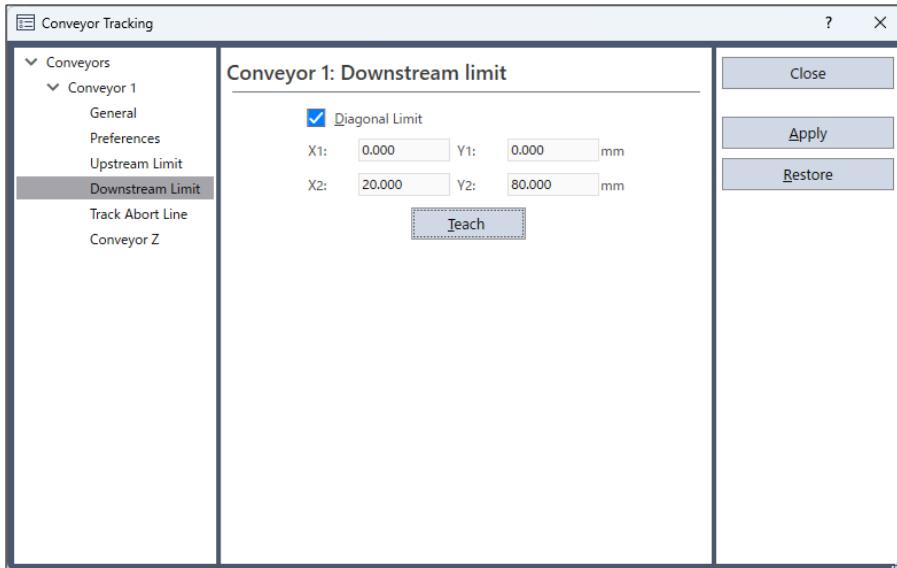 Conveyor Tracking
?
Conveyors
Conveyor 1
General
Preferences
Upstream Limit
Downstream Limit
Track Abort Line
Conveyor Z
Conveyor 1: Downstream limit
Diagonal Limit
X1: 0.000 Y1: 0.000 mm
X2: 20.000 Y2: 80.000 mm
Teach
Close
Apply
Restore